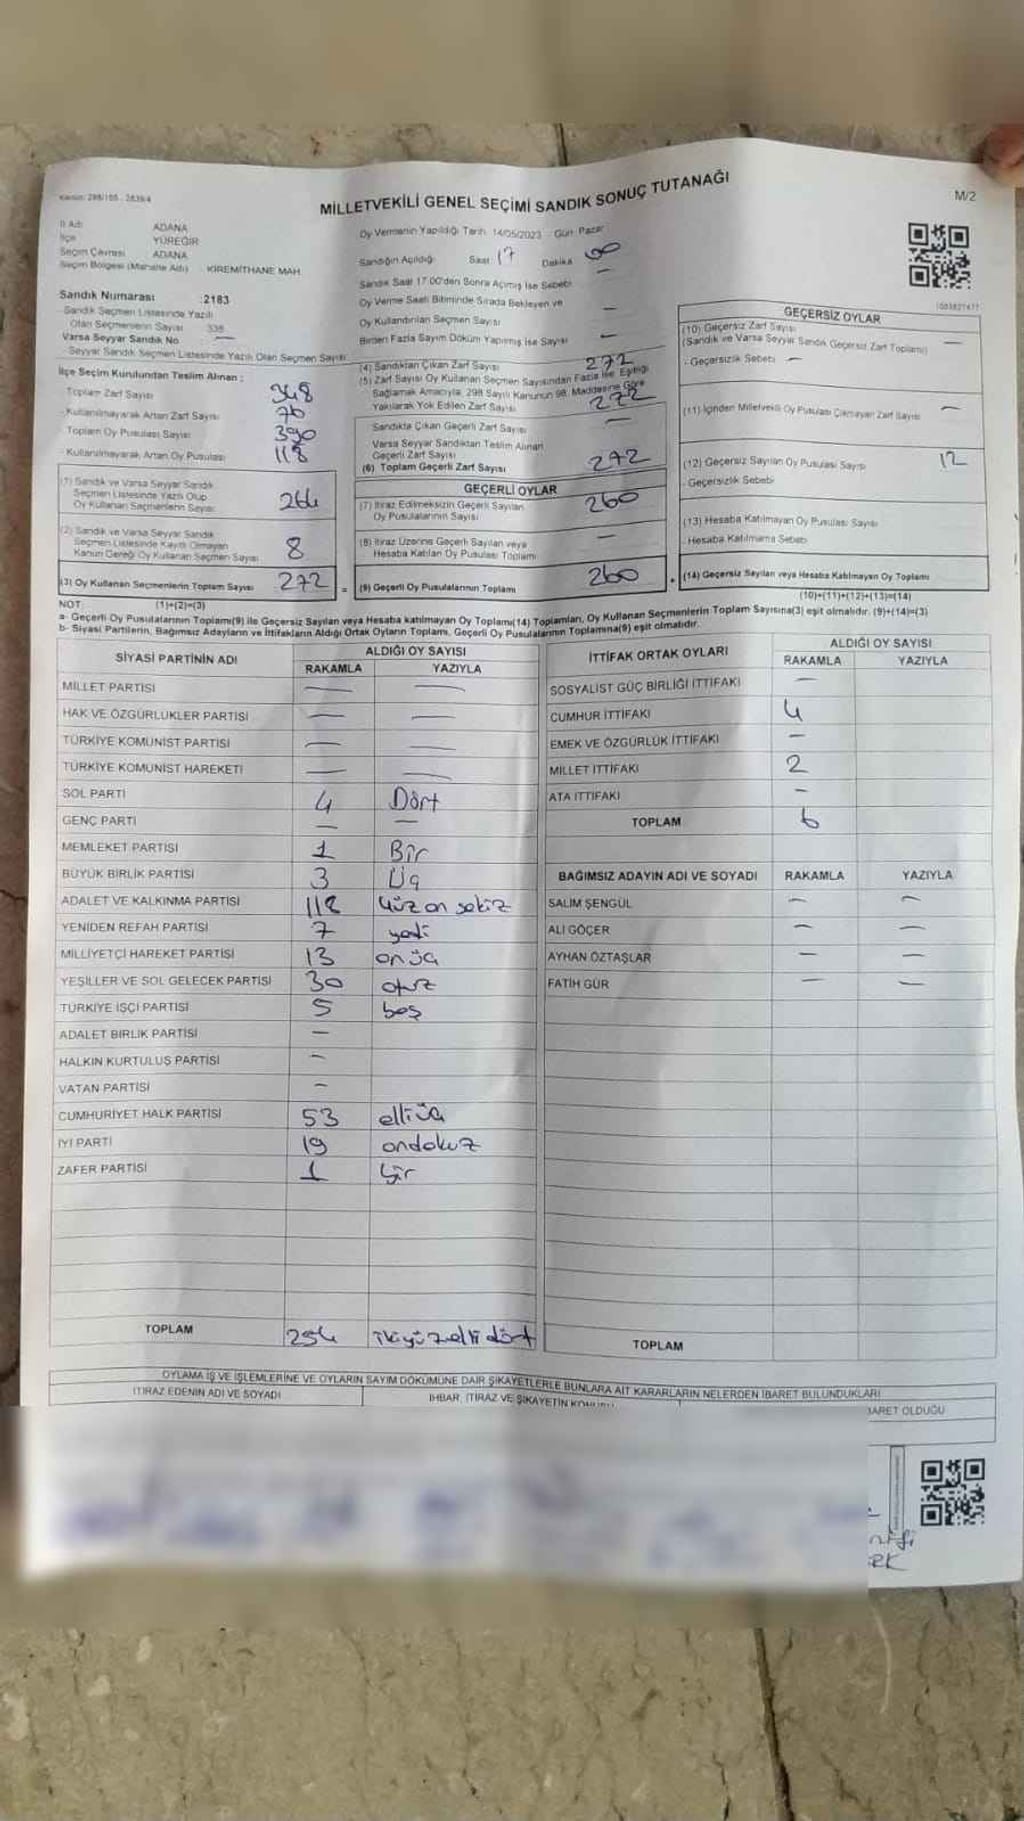 Kanun: 298/105 - 2839/4
MİLLETVEKİLİ GENEL SEÇİMİ SANDIK SONUÇ TUTANAĞI
M/2
İl Adı ADANA
İlçe YÜREĞİR
Seçim Çevresi ADANA
Seçim Bölgesi (Mahalle Adı) KİREMİTHANE MAH.
Sandık Numarası :2183
Sandık Seçmen Listesinde Yazılı
Olan Seçmenlerin Sayısı 338
Varsa Seyyar Sandık No —
Seyyar Sandık Seçmen Listesinde Yazılı Olan Seçmen Sayısı
İlçe Seçim Kurulundan Teslim Alınan :
Toplam Zarf Sayısı 348
Kullanılmayarak Artan Zarf Sayısı 76
Toplam Oy Pusulası Sayısı 390
Kullanılmayarak Artan Oy Pusulası 118
(1) Sandık ve Varsa Seyyar Sandık
Seçmen Listesinde Yazılı Olup
Oy Kullanan Seçmenlerin Sayısı 264
(2) Sandık ve Varsa Seyyar Sandık
Seçmen Listesinde Kayıtlı Olmayan
Kanun Gereği Oy Kullanan Seçmen Sayısı 8
(3) Oy Kullanan Seçmenlerin Toplam Sayısı 272
(1)+(2)=(3)
Oy Vermenin Yapıldığı Tarih: 14/05/2023 - Gün: Pazar
Sandığın Açıldığı Saat 17 Dakika 00
Sandık Saat 17:00'den Sonra Açılmış İse Sebebi —
Oy Verme Saati Bitiminde Sırada Bekleyen ve
Oy Kullandırılan Seçmen Sayısı —
Birden Fazla Sayım Döküm Yapılmış İse Sayısı —
(4) Sandıktan Çıkan Zarf Sayısı 272
(5) Zarf Sayısı Oy Kullanan Seçmen Sayısından Fazla İse, Eşitliği
Sağlamak Amacıyla, 298 Sayılı Kanunun 98. Maddesine Göre
Yakılarak Yok Edilen Zarf Sayısı 272
Sandıkta Çıkan Geçerli Zarf Sayısı —
Varsa Seyyar Sandıktan Teslim Alınan
Geçerli Zarf Sayısı
(6) Toplam Geçerli Zarf Sayısı 272
GEÇERLİ OYLAR
(7) İtiraz Edilmeksizin Geçerli Sayılan
Oy Pusulalarının Sayısı 260
(8) İtiraz Üzerine Geçerli Sayılan veya
Hesaba Katılan Oy Pusulası Toplamı —
= (9) Geçerli Oy Pusulalarının Toplamı 260
GEÇERSİZ OYLAR
(10) Geçersiz Zarf Sayısı
(Sandık ve Varsa Seyyar Sandık Geçersiz Zarf Toplamı) —
- Geçersizlik Sebebi —
(11) İçinden Milletvekili Oy Pusulası Çıkmayan Zarf Sayısı —
(12) Geçersiz Sayılan Oy Pusulası Sayısı 12
- Geçersizlik Sebebi
(13) Hesaba Katılmayan Oy Pusulası Sayısı
- Hesaba Katılmama Sebebi
(14) Geçersiz Sayılan veya Hesaba Katılmayan Oy Toplamı
(10)+(11)+(12)+(13)=(14)
NOT:
a- Geçerli Oy Pusulalarının Toplamı(9) ile Geçersiz Sayılan veya Hesaba katılmayan Oy Toplamı(14) Toplamları, Oy Kullanan Seçmenlerin Toplam Sayısına(3) eşit olmalıdır. (9)+(14)=(3)
b- Siyasi Partilerin, Bağımsız Adayların ve İttifakların Aldığı Ortak Oyların Toplamı, Geçerli Oy Pusulalarının Toplamına(9) eşit olmalıdır.
SİYASİ PARTİNİN ADI ALDIĞI OY SAYISI
RAKAMLA YAZIYLA
MİLLET PARTİSİ — —
HAK VE ÖZGÜRLÜKLER PARTİSİ — —
TÜRKİYE KOMÜNİST PARTİSİ — —
TÜRKİYE KOMÜNİST HAREKETİ — —
SOL PARTİ 4 Dört
GENÇ PARTİ — —
MEMLEKET PARTİSİ 1 Bir
BÜYÜK BİRLİK PARTİSİ 3 Üç
ADALET VE KALKINMA PARTİSİ 118 Yüz on sekiz
YENİDEN REFAH PARTİSİ 7 yedi
MİLLİYETÇİ HAREKET PARTİSİ 13 onüç
YEŞİLLER VE SOL GELECEK PARTİSİ 30 otuz
TÜRKİYE İŞÇİ PARTİSİ 5 beş
ADALET BİRLİK PARTİSİ —
HALKIN KURTULUŞ PARTİSİ —
VATAN PARTİSİ —
CUMHURİYET HALK PARTİSİ 53 elliüç
İYİ PARTİ 19 ondokuz
ZAFER PARTİSİ 1 bir
TOPLAM 254 ikiyüzellidört
İTTİFAK ORTAK OYLARI ALDIĞI OY SAYISI
RAKAMLA YAZIYLA
SOSYALİST GÜÇ BİRLİĞİ İTTİFAKI —
CUMHUR İTTİFAKI 4
EMEK VE ÖZGÜRLÜK İTTİFAKI —
MİLLET İTTİFAKI 2
ATA İTTİFAKI —
TOPLAM 6
BAĞIMSIZ ADAYIN ADI VE SOYADI RAKAMLA YAZIYLA
SALİM ŞENGÜL — —
ALİ GÖÇER — —
AYHAN ÖZTAŞLAR — —
FATİH GÜR — —
TOPLAM
OYLAMA İŞ VE İŞLEMLERİNE VE OYLARIN SAYIM DÖKÜMÜNE DAİR ŞİKAYETLERLE BUNLARA AİT KARARLARIN NELERDEN İBARET BULUNDUKLARI
İTİRAZ EDENİN ADI VE SOYADI İHBAR, İTİRAZ VE ŞİKAYETİN KONUSU BARET OLDUĞU
RK